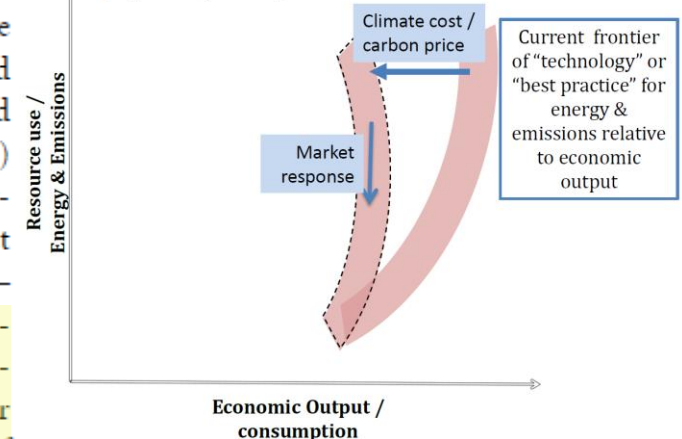 Climate cost /
carbon price
Current frontier
of “technology” or
“best practice” for
energy &
emissions relative
to economic
output
Market
response
Resource use /
Energy & Emissions
Economic Output /
consumption